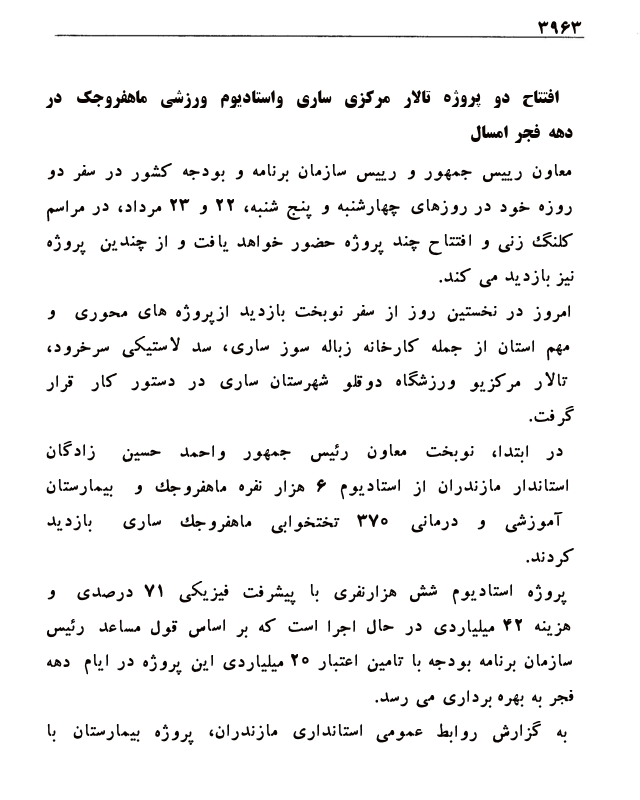 ۳۹۶۳
افتتاح دو پروژه تالار مرکزی ساری واستادیوم ورزشی ماهفروجک در
دهه فجر امسال
معاون رییس جمهور و رییس سازمان برنامه و بودجه کشور در سفر دو
روزه خود در روزهای چهارشنبه و پنج شنبه، ۲۲ و ۲۳ مرداد، در مراسم
کلنگ زنی و افتتاح چند پروژه حضور خواهد یافت و از چندین پروژه
نیز بازدید می کند.
امروز در نخستین روز از سفر نوبخت بازدید ازپروژه های محوری و
مهم استان از جمله کارخانه زباله سوز ساری، سد لاستیکی سرخرود،
تالار مرکزیو ورزشگاه دوقلو شهرستان ساری در دستور کار قرار
گرفت.
در ابتدا، نوبخت معاون رئیس جمهور واحمد حسین زادگان
استاندار مازندران از استادیوم ۶ هزار نفره ماهفروجک و بیمارستان
آموزشی و درمانی ۳۷۰ تختخوابی ماهفروجک ساری بازدید
کردند.
پروژه استادیوم شش هزارنفری با پیشرفت فیزیکی ۷۱ درصدی و
هزینه ۴۲ میلیاردی در حال اجرا است که بر اساس قول مساعد رئیس
سازمان برنامه بودجه با تامین اعتبار ۲۰ میلیاردی این پروژه در ایام دهه
فجر به بهره برداری می رسد.
به گزارش روابط عمومی استانداری مازندران، پروژه بیمارستان با